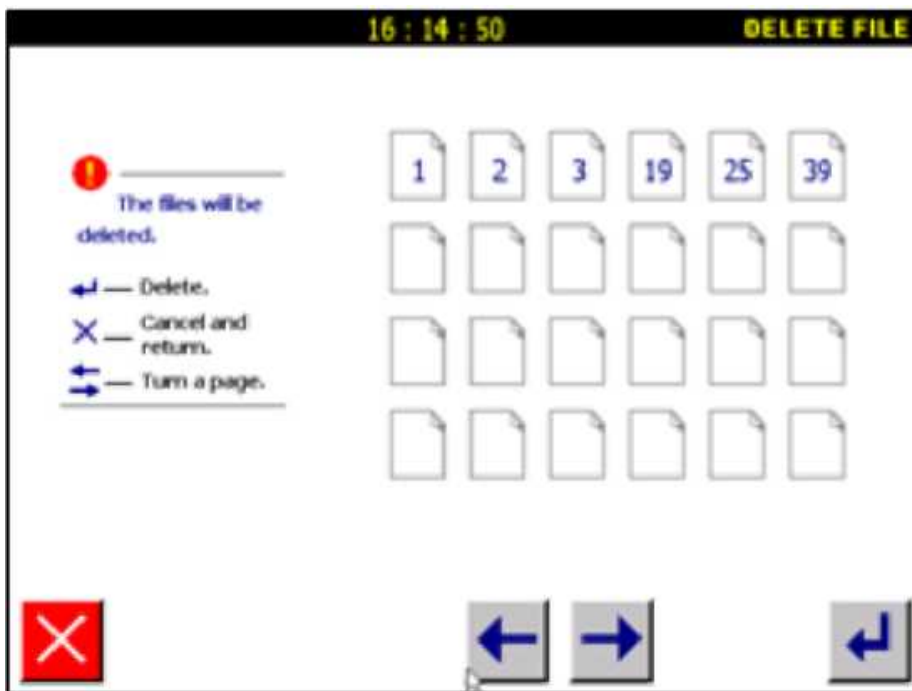 16 : 14 : 50 DELETE FILE
1 2 3 19 25 39
The files will be
deleted.
Delete.
Cancel and
return.
Turn a page.